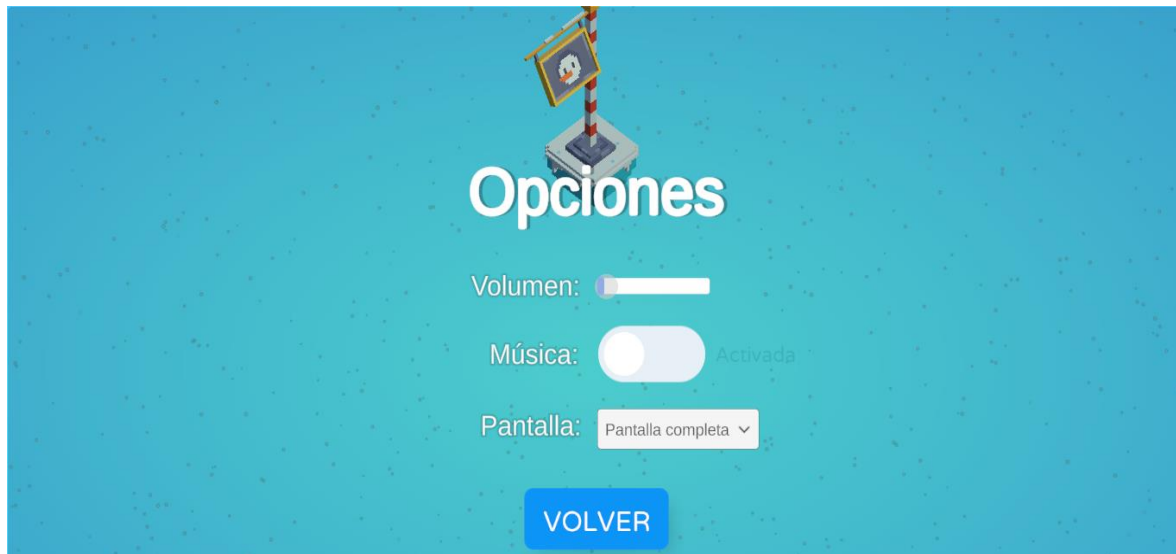 Opciones
Volumen:
Música: Activada
Pantalla: Pantalla completa
VOLVER